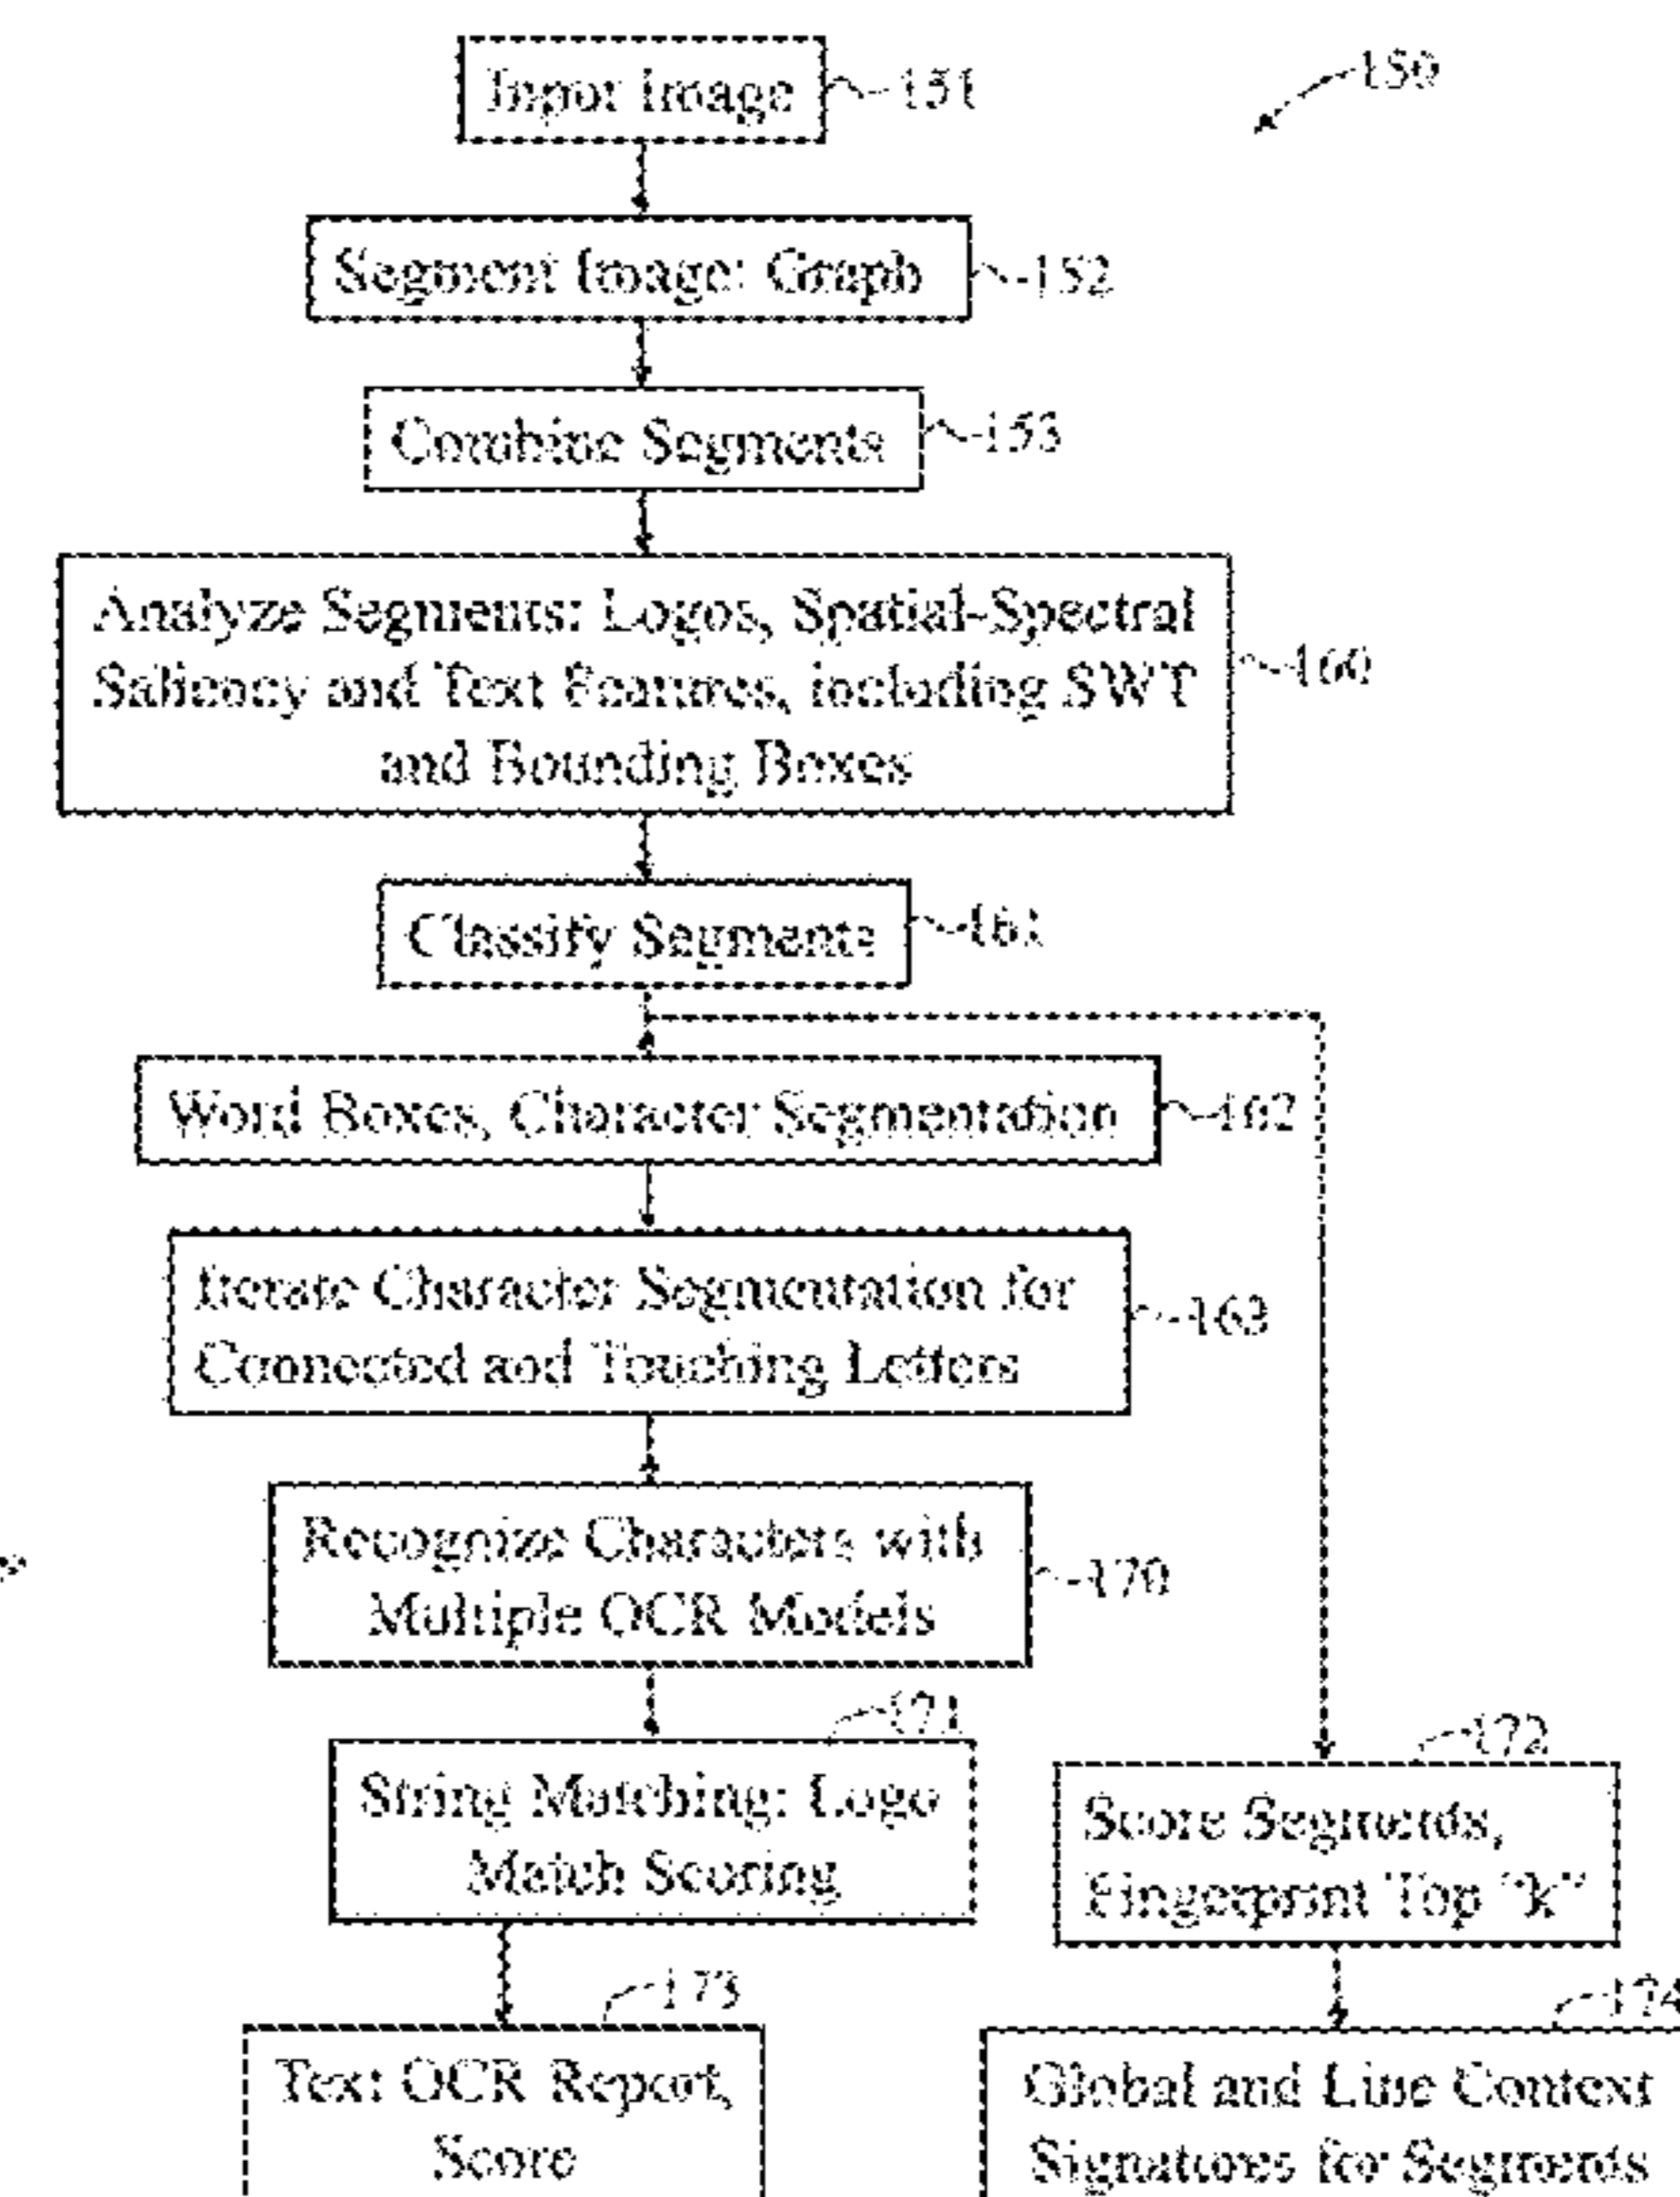 150
Input Image 151
Segment Image: Graph 152
Combine Segments 153
Analyze Segments: Logos, Spatial-Spectral
Saliency and Text Features, including SWT
and Bounding Boxes
160
Classify Segments 161
Word Boxes, Character Segmentation 162
Iterate Character Segmentation for
Connected and Touching Letters
163
Recognize Characters with
Multiple OCR Models
170
171
String Matching: Logo
Match Scoring
172
Score Segments,
Fingerprint Top "k"
173
Text OCR Report,
Score
174
Global and Line Context
Signatures for Segments